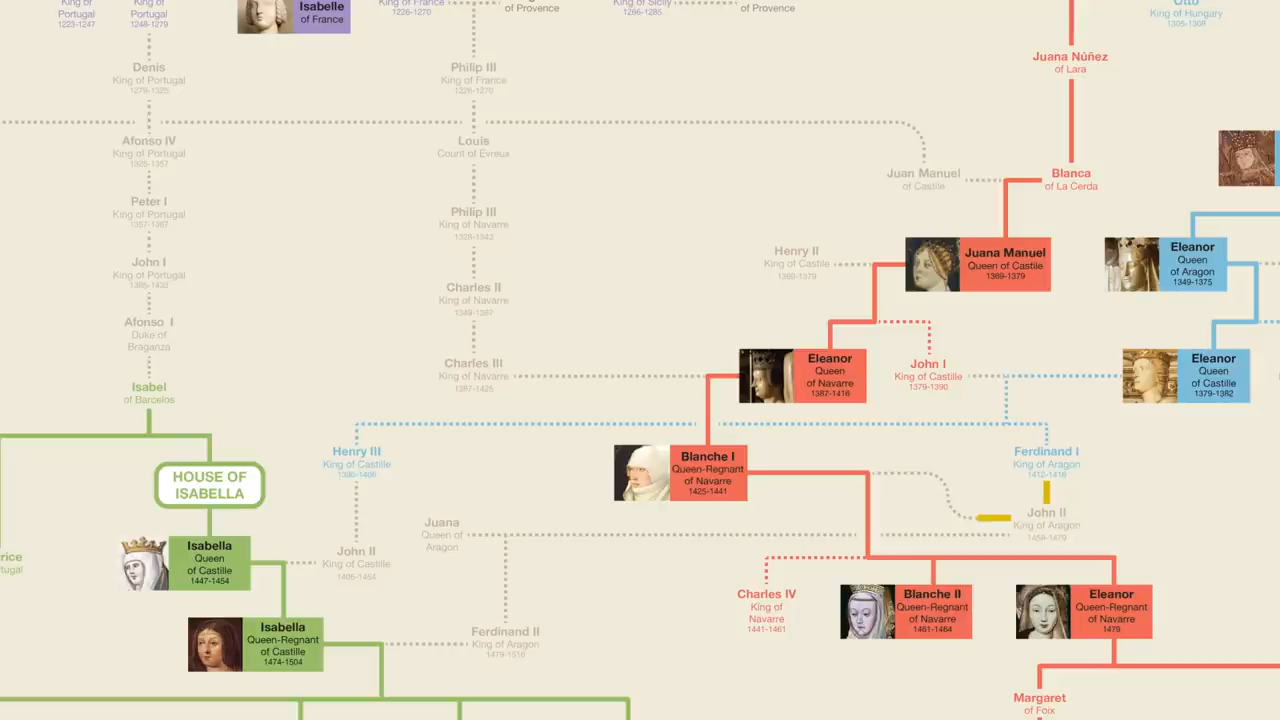 King of
Portugal
1223-1247
King of
Portugal
1248-1279
Isabelle
of France
King of France
1226-1270
of Provence
King of Sicily
1266-1285
of Provence
Otto
King of Hungary
1305-1308
Denis
King of Portugal
1279-1325
Philip III
King of France
1226-1270
Juana Núñez
of Lara
Afonso IV
King of Portugal
1325-1357
Louis
Count of Evreux
Juan Manuel
of Castile
Blanca
of La Cerda
Peter I
King of Portugal
1357-1367
Philip III
King of Navarre
1328-1343
Henry II
King of Castile
1369-1379
Juana Manuel
Queen of Castile
1369-1379
Eleanor
Queen
of Aragon
1349-1375
John I
King of Portugal
1385-1433
Charles II
King of Navarre
1349-1387
Afonso I
Duke of
Braganza
Charles III
King of Navarre
1387-1425
Eleanor
Queen
of Navarre
1387-1416
John I
King of Castille
1379-1390
Eleanor
Queen
of Castille
1379-1382
Isabel
of Barcelos
Henry III
King of Castille
1390-1406
Blanche I
Queen-Regnant
of Navarre
1425-1441
Ferdinand I
King of Aragon
1412-1416
HOUSE OF
ISABELLA
John II
King of Aragon
1458-1479
Juana
Queen of
Aragon
Isabella
Queen
of Castille
1447-1454
John II
King of Castille
1406-1454
rice
tugal
Charles IV
King of
Navarre
1441-1461
Blanche II
Queen-Regnant
of Navarre
1461-1464
Eleanor
Queen-Regnant
of Navarre
1479
Isabella
Queen-Regnant
of Castille
1474-1504
Ferdinand II
King of Aragon
1479-1516
Margaret
of Foix